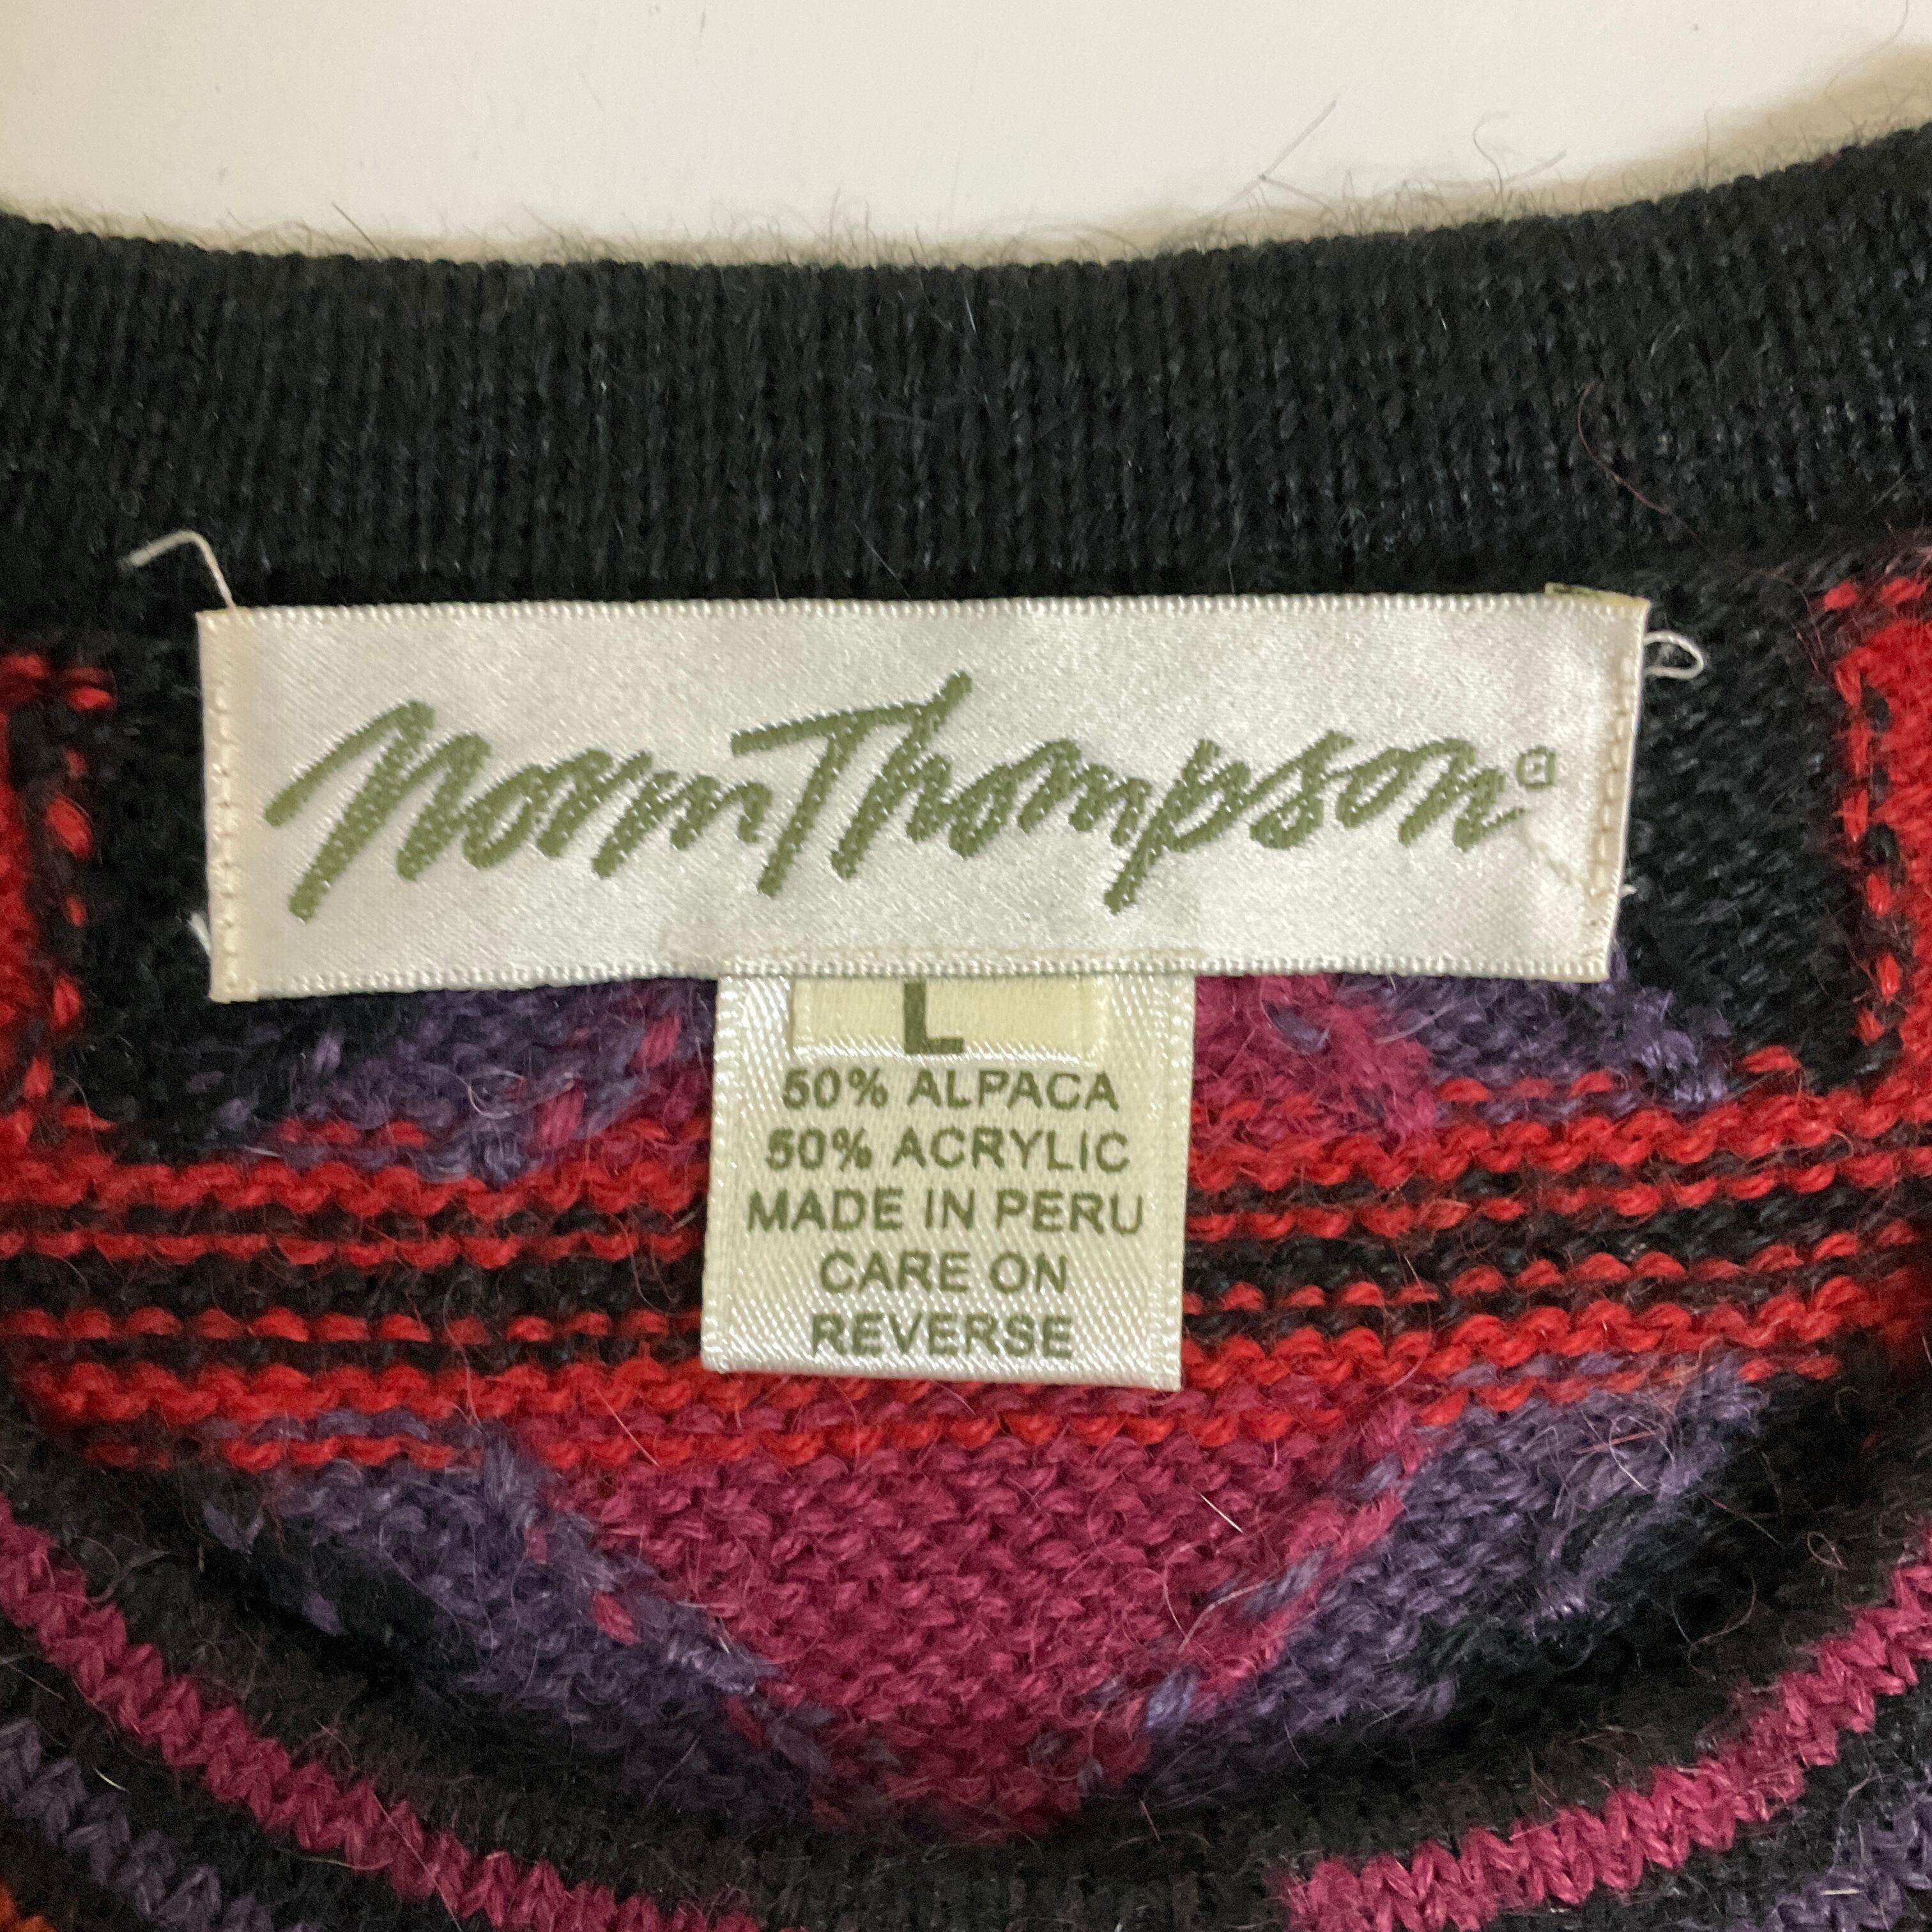 Norm Thompson®
L
50% ALPACA
50% ACRYLIC
MADE IN PERU
CARE ON
REVERSE